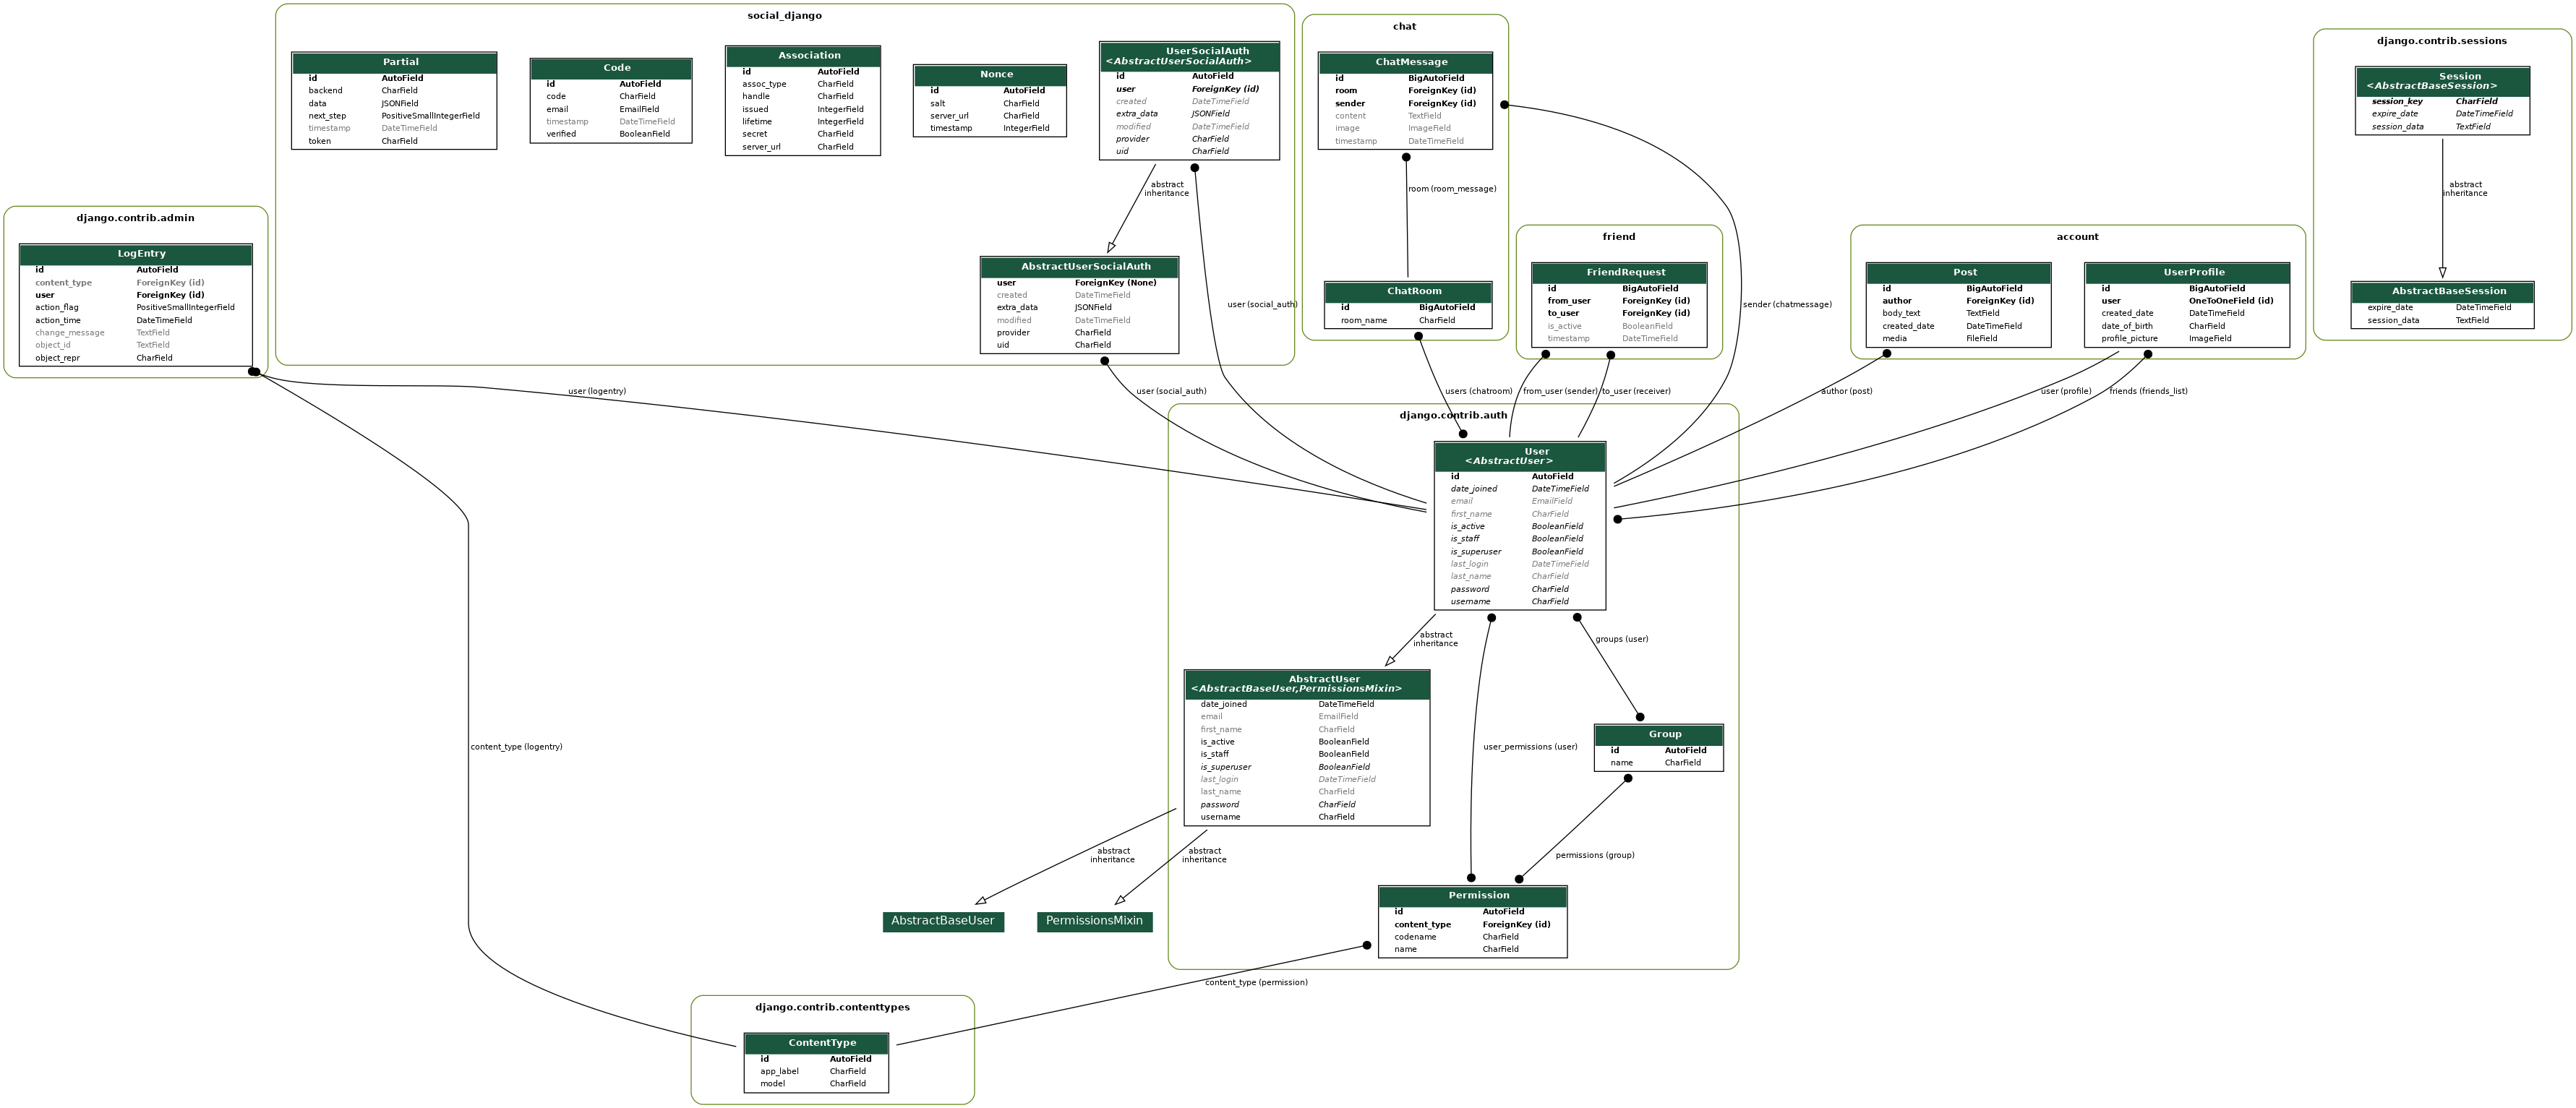 social_django
Partial
id AutoField
backend CharField
data JSONField
next_step PositiveSmallIntegerField
timestamp DateTimeField
token CharField
Code
id AutoField
code CharField
email EmailField
timestamp DateTimeField
verified BooleanField
Association
id AutoField
assoc_type CharField
handle CharField
issued IntegerField
lifetime IntegerField
secret CharField
server_url CharField
Nonce
id AutoField
salt CharField
server_url CharField
timestamp IntegerField
UserSocialAuth
<AbstractUserSocialAuth>
id AutoField
user ForeignKey (id)
created DateTimeField
extra_data JSONField
modified DateTimeField
provider CharField
uid CharField
abstract
inheritance
AbstractUserSocialAuth
user ForeignKey (None)
created DateTimeField
extra_data JSONField
modified DateTimeField
provider CharField
uid CharField
user (social_auth)
chat
ChatMessage
id BigAutoField
room ForeignKey (id)
sender ForeignKey (id)
content TextField
image ImageField
timestamp DateTimeField
room (room_message)
ChatRoom
id BigAutoField
room_name CharField
friend
FriendRequest
id BigAutoField
from_user ForeignKey (id)
to_user ForeignKey (id)
is_active BooleanField
timestamp DateTimeField
sender (chatmessage)
account
Post
id BigAutoField
author ForeignKey (id)
body_text TextField
created_date DateTimeField
media FileField
UserProfile
id BigAutoField
user OneToOneField (id)
created_date DateTimeField
date_of_birth CharField
profile_picture ImageField
django.contrib.sessions
Session
<AbstractBaseSession>
session_key CharField
expire_date DateTimeField
session_data TextField
abstract
inheritance
AbstractBaseSession
expire_date DateTimeField
session_data TextField
django.contrib.admin
LogEntry
id AutoField
content_type ForeignKey (id)
user ForeignKey (id)
action_flag PositiveSmallIntegerField
action_time DateTimeField
change_message TextField
object_id TextField
object_repr CharField
user (logentry)
user (social_auth)
users (chatroom)
from_user (sender)
to_user (receiver)
author (post)
user (profile)
friends (friends_list)
django.contrib.auth
User
<AbstractUser>
id AutoField
date_joined DateTimeField
email EmailField
first_name CharField
is_active BooleanField
is_staff BooleanField
is_superuser BooleanField
last_login DateTimeField
last_name CharField
password CharField
username CharField
abstract
inheritance
groups (user)
AbstractUser
<AbstractBaseUser,PermissionsMixin>
date_joined DateTimeField
email EmailField
first_name CharField
is_active BooleanField
is_staff BooleanField
is_superuser BooleanField
last_login DateTimeField
last_name CharField
password CharField
username CharField
content_type (logentry)
user_permissions (user)
Group
id AutoField
name CharField
abstract
inheritance
abstract
inheritance
permissions (group)
AbstractBaseUser
PermissionsMixin
Permission
id AutoField
content_type ForeignKey (id)
codename CharField
name CharField
content_type (permission)
django.contrib.contenttypes
ContentType
id AutoField
app_label CharField
model CharField